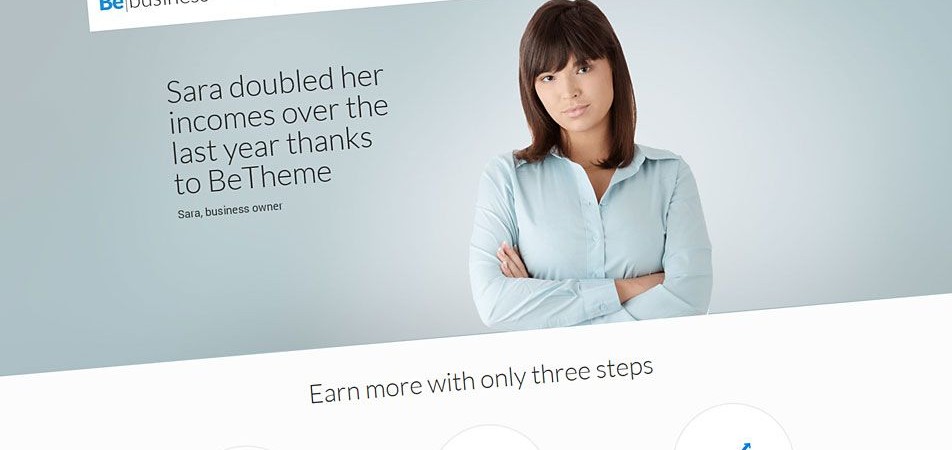 Be business
Sara doubled her
incomes over the
last year thanks
to BeTheme
Sara, business owner
Earn more with only three steps